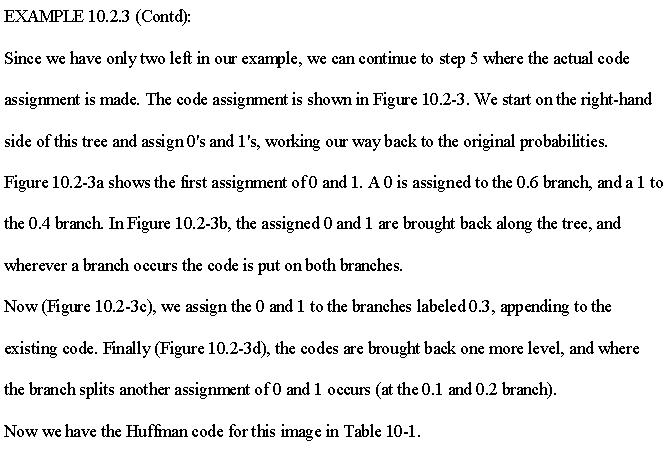 EXAMPLE 10.2.3 (Contd):
Since we have only two left in our example, we can continue to step 5 where the actual code
assignment is made. The code assignment is shown in Figure 10.2-3. We start on the right-hand
side of this tree and assign 0's and 1's, working our way back to the original probabilities.
Figure 10.2-3a shows the first assignment of 0 and 1. A 0 is assigned to the 0.6 branch, and a 1 to
the 0.4 branch. In Figure 10.2-3b, the assigned 0 and 1 are brought back along the tree, and
wherever a branch occurs the code is put on both branches.
Now (Figure 10.2-3c), we assign the 0 and 1 to the branches labeled 0.3, appending to the
existing code. Finally (Figure 10.2-3d), the codes are brought back one more level, and where
the branch splits another assignment of 0 and 1 occurs (at the 0.1 and 0.2 branch).
Now we have the Huffman code for this image in Table 10-1.